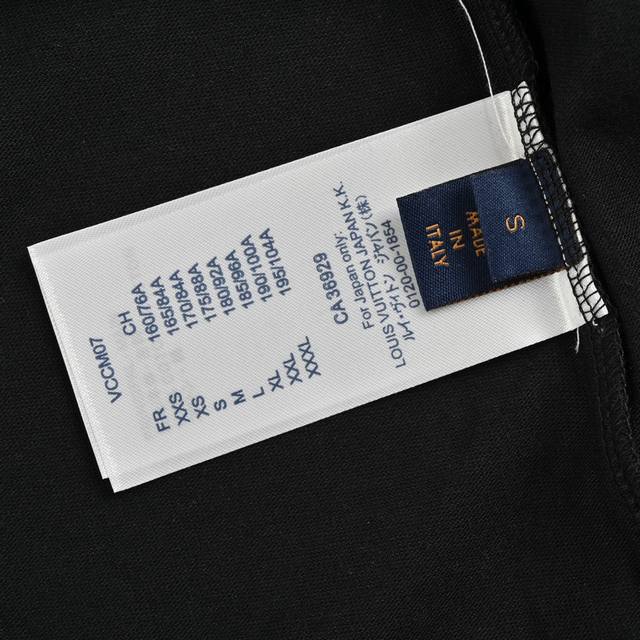 VCCM07
FR CH
XXS 160/76A
XS 165/84A
S 170/84A
M 175/88A
L 180/92A
XL 185/96A
XXL 190/100A
XXXL 195/104A
CA 36929
For Japan only:
LOUIS VUITTON JAPAN K.K.
ルイ・ヴィトン ジャパン(株)
0120-00-1854
MADE
IN
ITALY
S